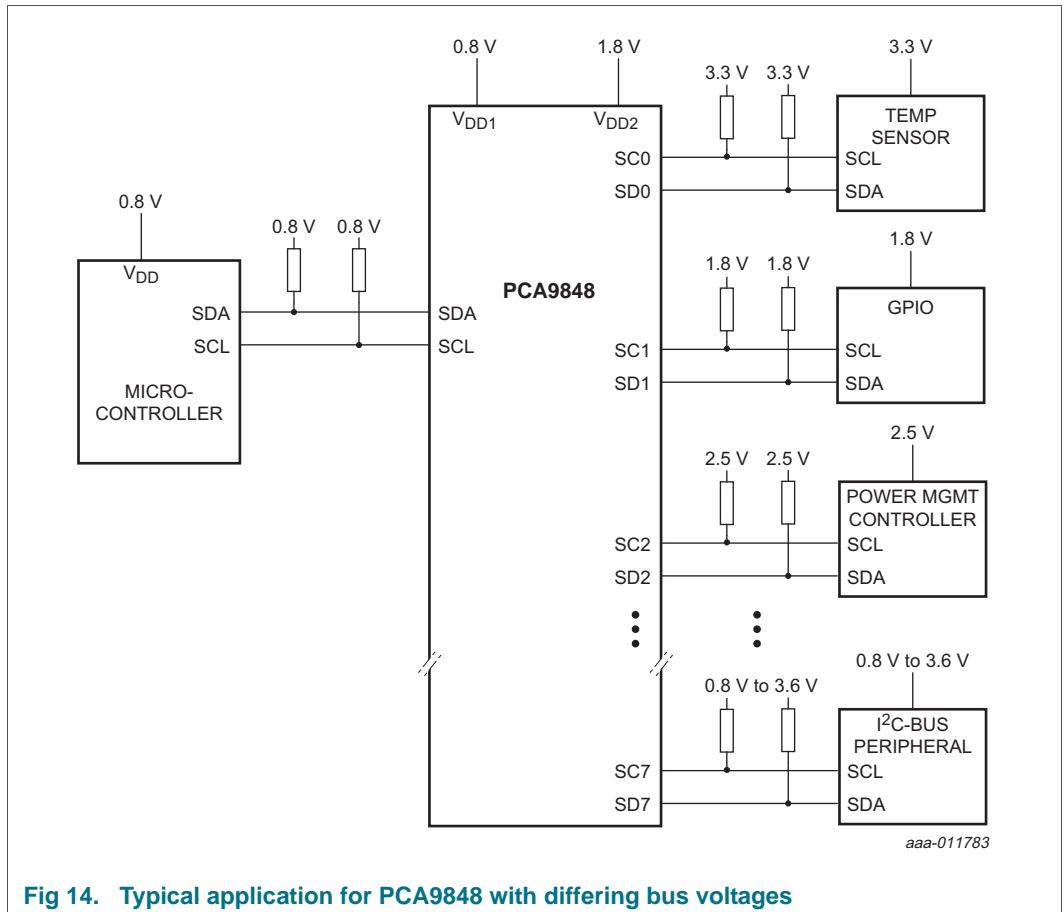 0.8 V
1.8 V
3.3 V
3.3 V 3.3 V
VDD1
VDD2
TEMP
SENSOR
SC0
SCL
SD0
SDA
0.8 V
0.8 V 0.8 V
VDD
1.8 V
1.8 V 1.8 V
PCA9848
GPIO
SDA
SDA
SCL
SCL
SC1
SCL
SD1
SDA
MICRO-
CONTROLLER
2.5 V
2.5 V 2.5 V
POWER MGMT
CONTROLLER
SC2
SCL
SD2
SDA
0.8 V to 3.6 V
0.8 V to 3.6 V
I2C-BUS
PERIPHERAL
SC7
SCL
SD7
SDA
aaa-011783
Fig 14. Typical application for PCA9848 with differing bus voltages